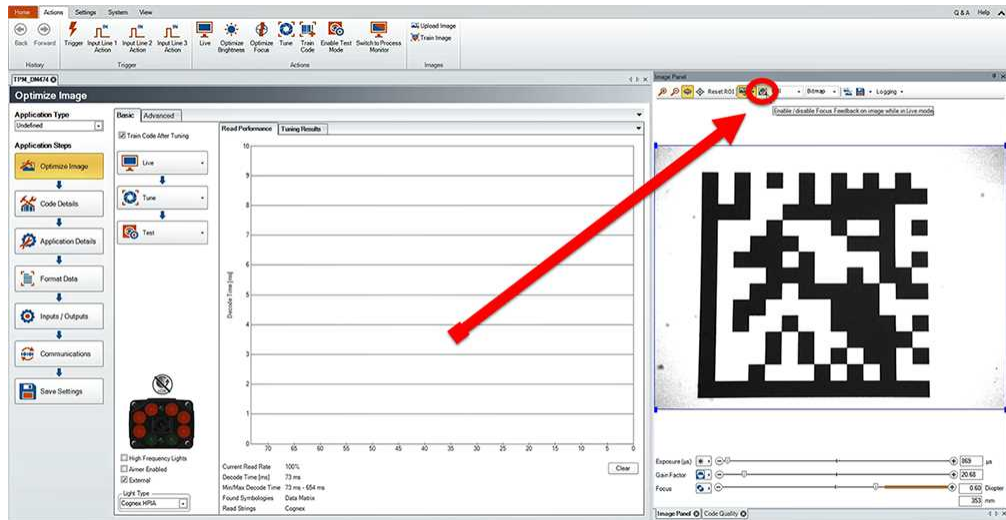 Home Actions Settings System View Q&A Help
Back Forward Trigger Input Line 1 Action Input Line 2 Action Input Line 3 Action Live Optimize Brightness Optimize Focus Tune Train Code Enable Test Mode Switch to Process Monitor Upload Image Train Image
History Trigger Actions Images
TPM_DM474
Image Panel
Optimize Image
Reset ROI Bitmap Logging
Enable/disable Focus Feedback on image while in Live mode
Application Type
Undefined
Application Steps
Optimize Image
Code Details
Application Details
Format Data
Inputs / Outputs
Communications
Save Settings
Basic Advanced
Train Code After Tuning
Live
Tune
Test
High Frequency Lights
Aimer Enabled
External
Light Type
Cognex HPIA
Read Performance Tuning Results
Decode Time [ms]
10
9
8
7
6
5
4
3
2
1
0
70 65 60 55 50 45 40 35 30 25 20 15 10 5 0
Current Read Rate 100%
Decode Time [ms] 73 ms
Min/Max Decode Time 73 ms - 654 ms
Found Symbologies Data Matrix
Read Strings Cognex
Clear
Exposure (µs) 869 µs
Gain Factor 20.68
Focus 0.60 Diopter
353 mm
Image Panel Code Quality